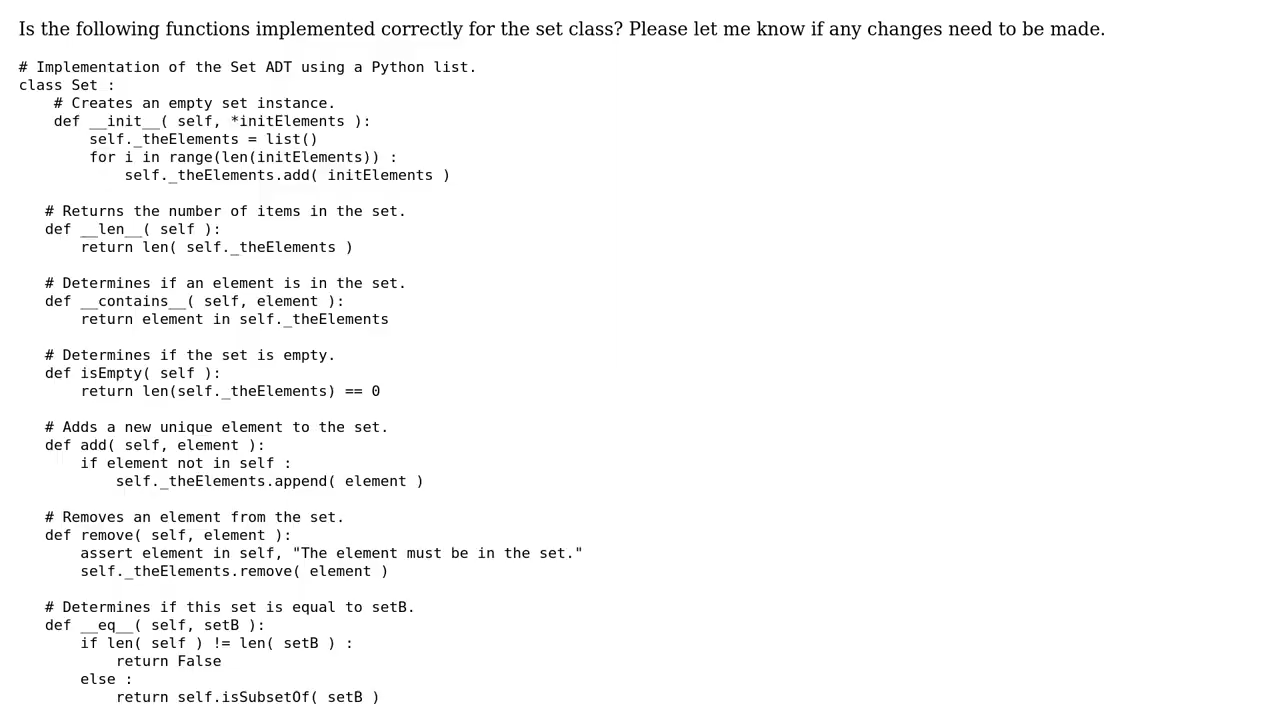 Is the following functions implemented correctly for the set class? Please let me know if any changes need to be made.
# Implementation of the Set ADT using a Python list.
class Set :
    # Creates an empty set instance.
    def __init__( self, *initElements ):
        self._theElements = list()
        for i in range(len(initElements)) :
            self._theElements.add( initElements )

   # Returns the number of items in the set.
   def __len__( self ):
       return len( self._theElements )

   # Determines if an element is in the set.
   def __contains__( self, element ):
       return element in self._theElements

   # Determines if the set is empty.
   def isEmpty( self ):
       return len(self._theElements) == 0

   # Adds a new unique element to the set.
   def add( self, element ):
       if element not in self :
           self._theElements.append( element )

   # Removes an element from the set.
   def remove( self, element ):
       assert element in self, "The element must be in the set."
       self._theElements.remove( element )

   # Determines if this set is equal to setB.
   def __eq__( self, setB ):
       if len( self ) != len( setB ) :
           return False
       else :
           return self.isSubsetOf( setB )